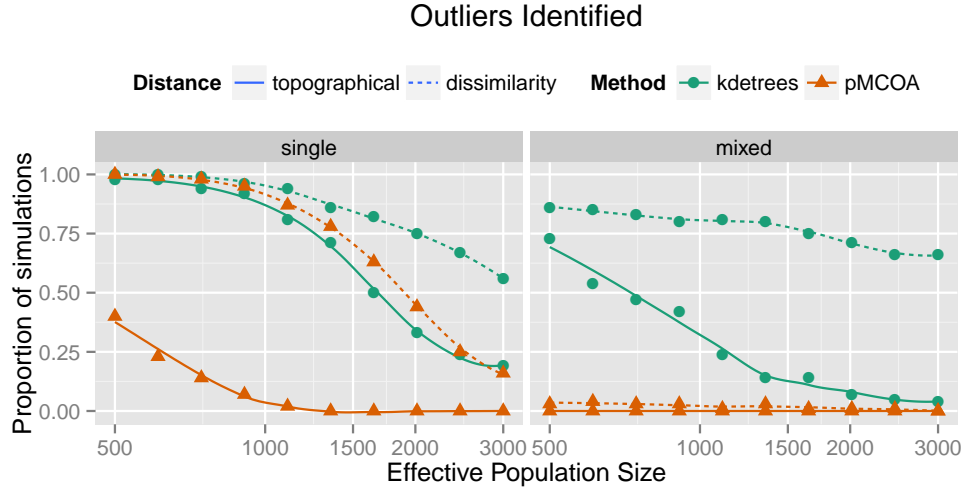 Outliers Identified
Distance topographical dissimilarity Method kdetrees pMCOA
single mixed
Proportion of simulations
1.00
0.75
0.50
0.25
0.00
500 1000 1500 2000 3000 500 1000 2000 3000
Effective Population Size